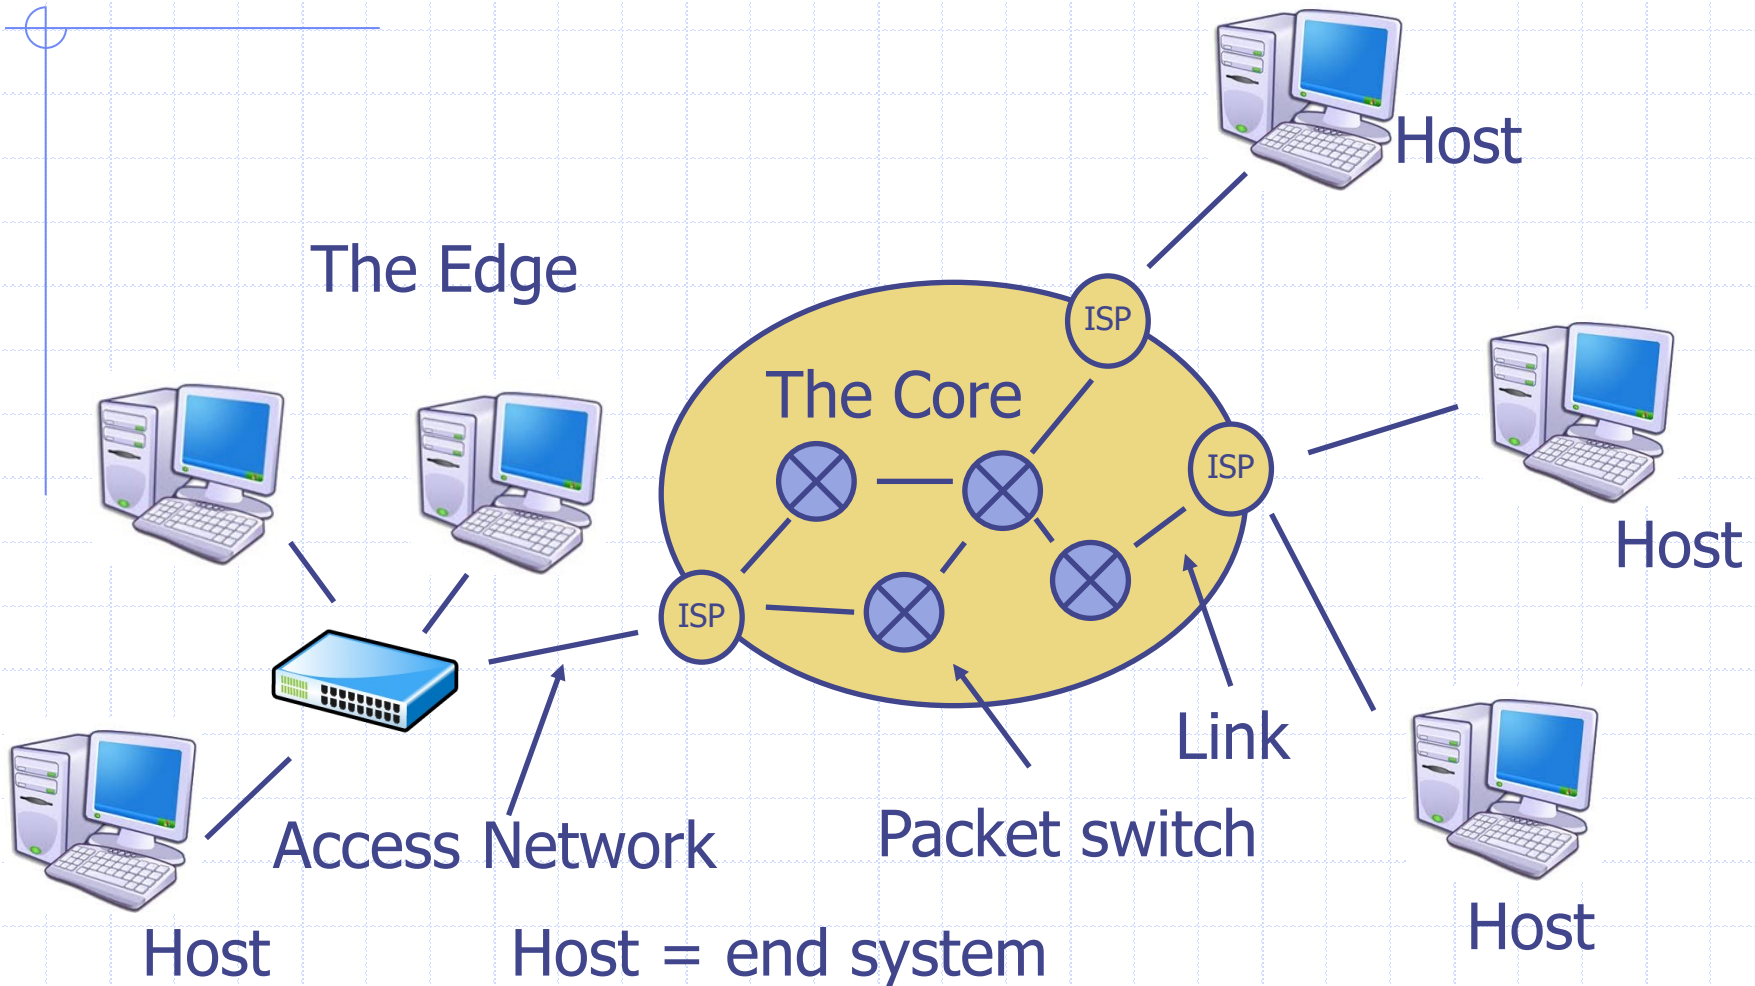 Host
The Edge
ISP
The Core
ISP
Host
ISP
Link
Packet switch
Access Network
Host
Host
Host = end system